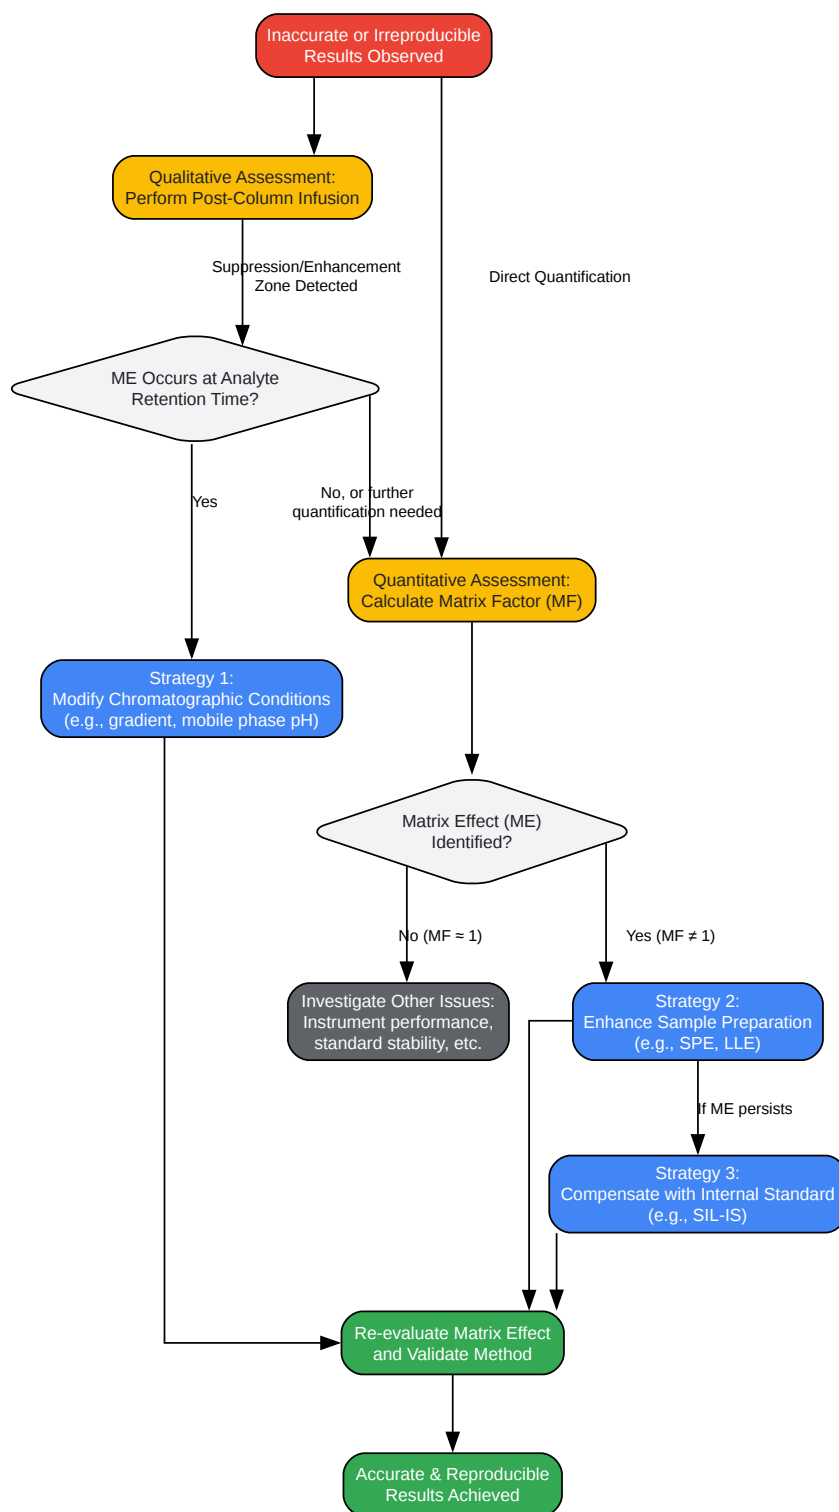 Inaccurate or Irreproducible
Results Observed
Qualitative Assessment:
Perform Post-Column Infusion
Suppression/Enhancement
Zone Detected
Direct Quantification
ME Occurs at Analyte
Retention Time?
Yes
No, or further
quantification needed
Quantitative Assessment:
Calculate Matrix Factor (MF)
Strategy 1:
Modify Chromatographic Conditions
(e.g., gradient, mobile phase pH)
Matrix Effect (ME)
Identified?
No (MF ≈ 1)
Yes (MF ≠ 1)
Investigate Other Issues:
Instrument performance,
standard stability, etc.
Strategy 2:
Enhance Sample Preparation
(e.g., SPE, LLE)
If ME persists
Strategy 3:
Compensate with Internal Standard
(e.g., SIL-IS)
Re-evaluate Matrix Effect
and Validate Method
Accurate & Reproducible
Results Achieved